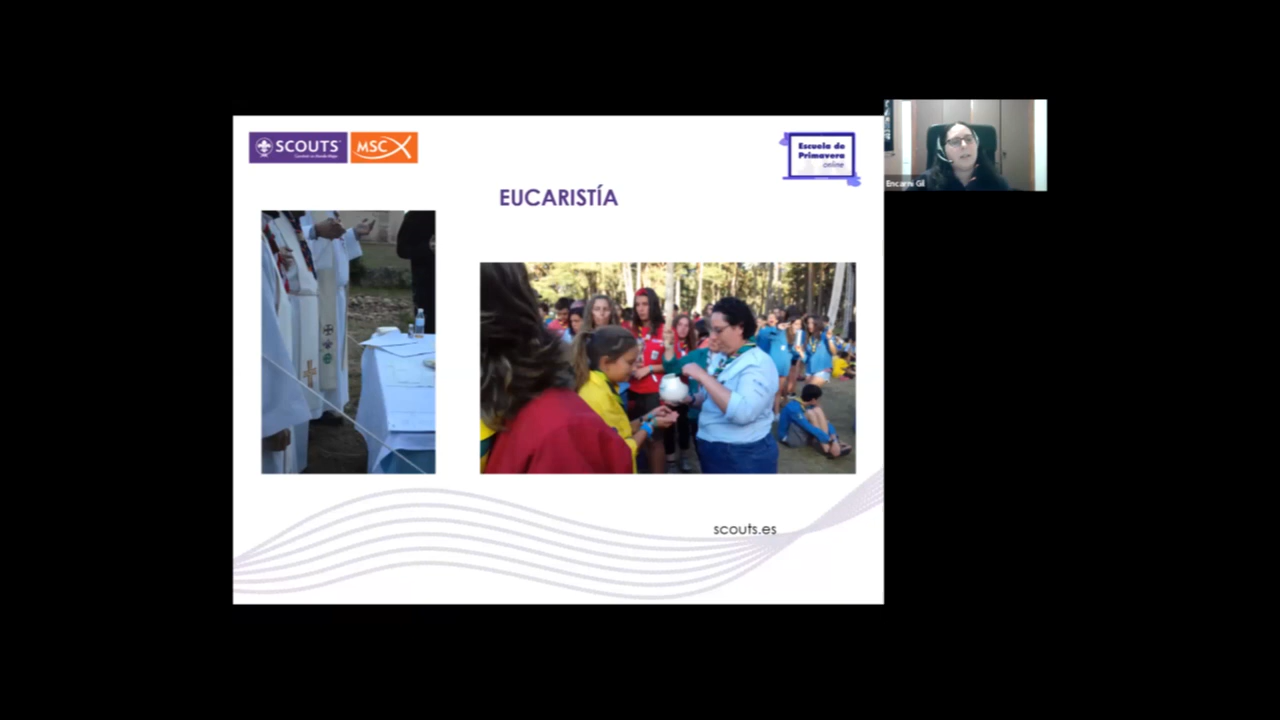 SCOUTS
MSC
Escuela de
Primavera
online
EUCARISTÍA
Encarni Gil
scouts.es